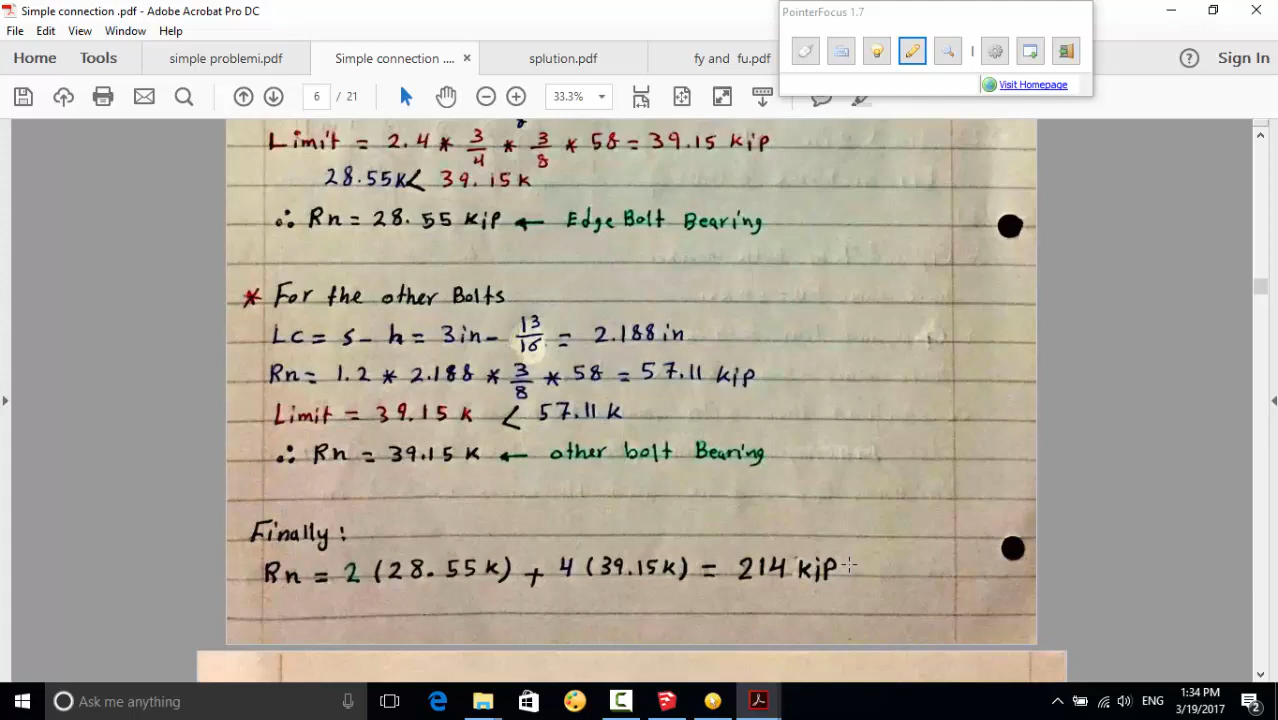 Simple connection .pdf - Adobe Acrobat Pro DC
PointerFocus 1.7
File Edit View Window Help
Home Tools simple problemi.pdf Simple connection .... × splution.pdf fy and fu.pdf Sign In
Visit Homepage
6 / 21 33.3%
Limit = 2.4 * 3/4 * 3/8 * 58 = 39.15 kip
28.55k < 39.15 k
∴ Rn = 28.55 kip ← Edge Bolt Bearing
* For the other Bolts
Lc = s - h = 3in - 13/16 = 2.188 in
Rn = 1.2 * 2.188 * 3/8 * 58 = 57.11 kip
Limit = 39.15 k < 57.11 k
∴ Rn = 39.15 k ← other bolt Bearing
Finally:
Rn = 2 (28.55k) + 4 (39.15k) = 214 kip
Ask me anything
ENG
1:34 PM
3/19/2017
2